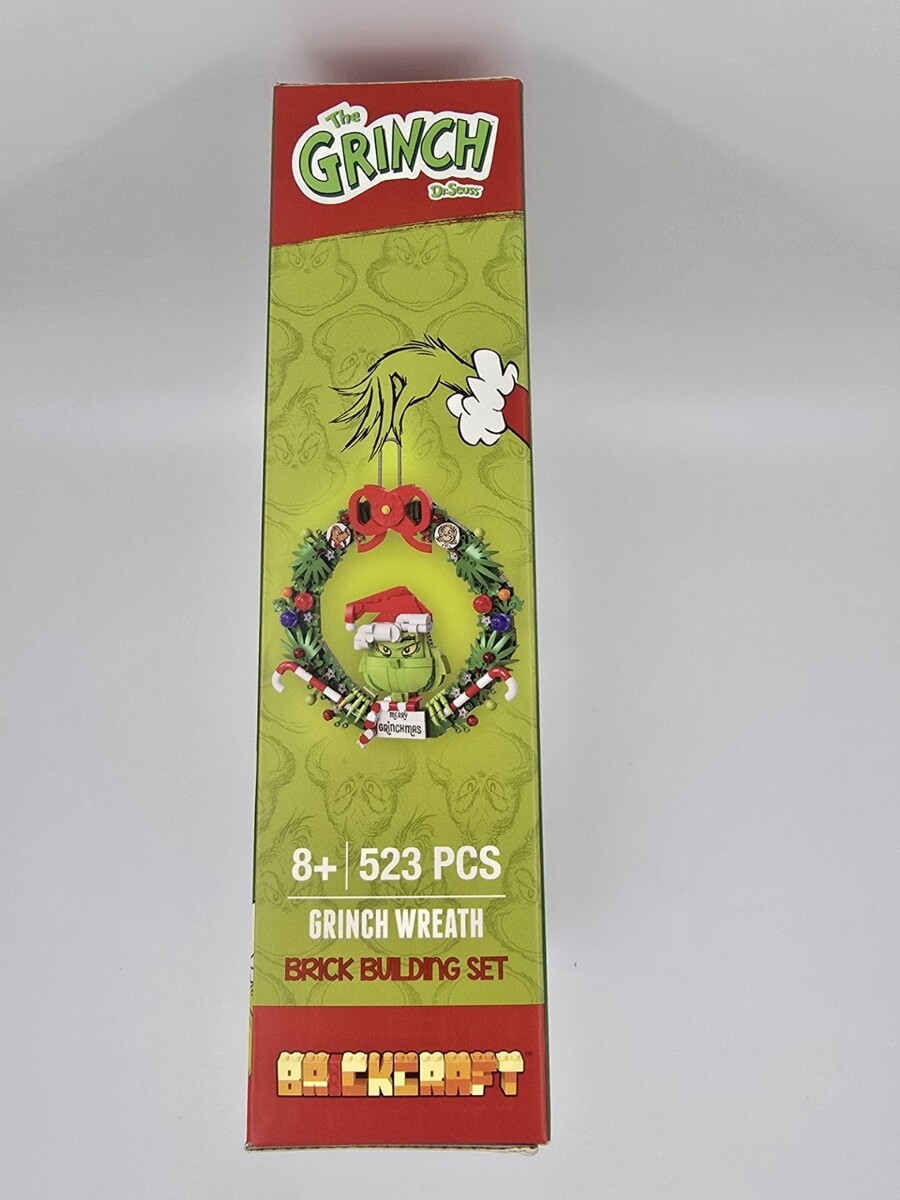 The
GRINCH
Dr. Seuss
MERRY
GRiNCHMAS
8+ | 523 PCS
GRINCH WREATH
BRICK BUILDING SET
BRICKCRAFT